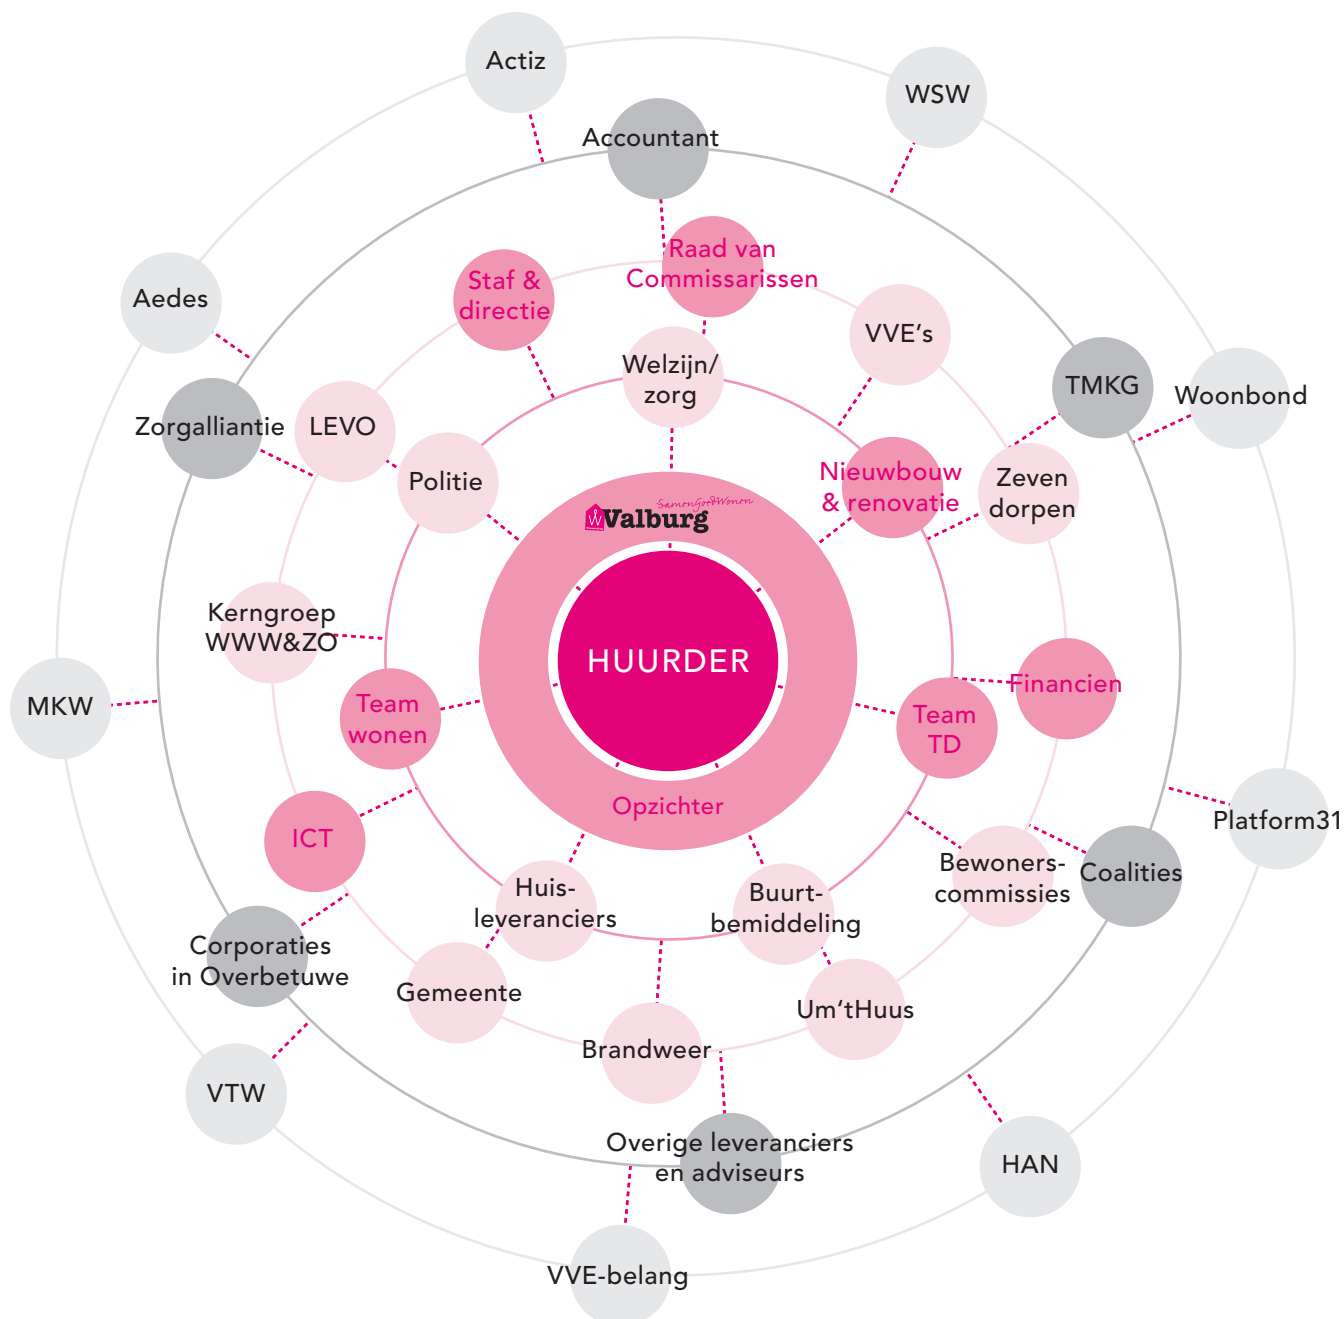 Actiz
WSW
Accountant
Raad van
Commissarissen
Staf &
directie
Aedes
VVE's
Welzijn/
zorg
TMKG
Woonbond
Zorgalliantie
LEVO
Politie
Nieuwbouw
& renovatie
Zeven
dorpen
SamenGoedWonen
Valburg
Kerngroep
WWW&ZO
HUURDER
Financien
MKW
Team
wonen
Team
TD
Opzichter
Platform31
ICT
Bewoners-
commissies
Coalities
Huis-
leveranciers
Buurt-
bemiddeling
Corporaties
in Overbetuwe
Gemeente
Um'tHuus
Brandweer
VTW
Overige leveranciers
en adviseurs
HAN
VVE-belang